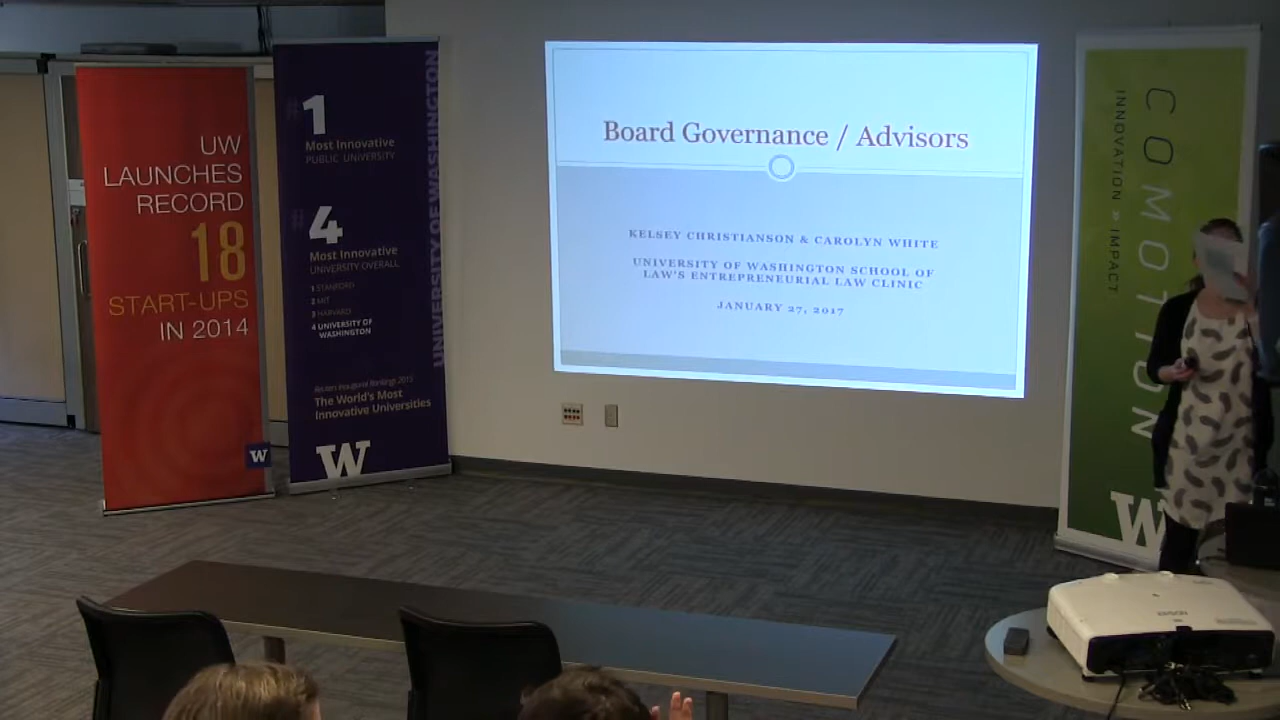 UW
LAUNCHES
RECORD
18
START-UPS
IN 2014
W
#1
Most Innovative
PUBLIC UNIVERSITY
#4
Most Innovative
UNIVERSITY OVERALL
1 STANFORD
2 MIT
3 HARVARD
4 UNIVERSITY OF
WASHINGTON
Reuters Inaugural Rankings 2015
The World's Most
Innovative Universities
W
UNIVERSITY OF WASHINGTON
Board Governance / Advisors
KELSEY CHRISTIANSON & CAROLYN WHITE
UNIVERSITY OF WASHINGTON SCHOOL OF
LAW'S ENTREPRENEURIAL LAW CLINIC
JANUARY 27, 2017
COMOTION
INNOVATION » IMPACT
W
EPSON